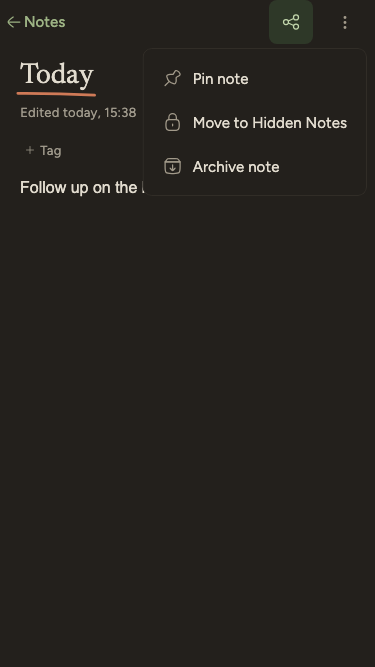 Notes
Pin note
Move to Hidden Notes
Archive note
Today
Edited today, 15:38
+ Tag
Follow up on the